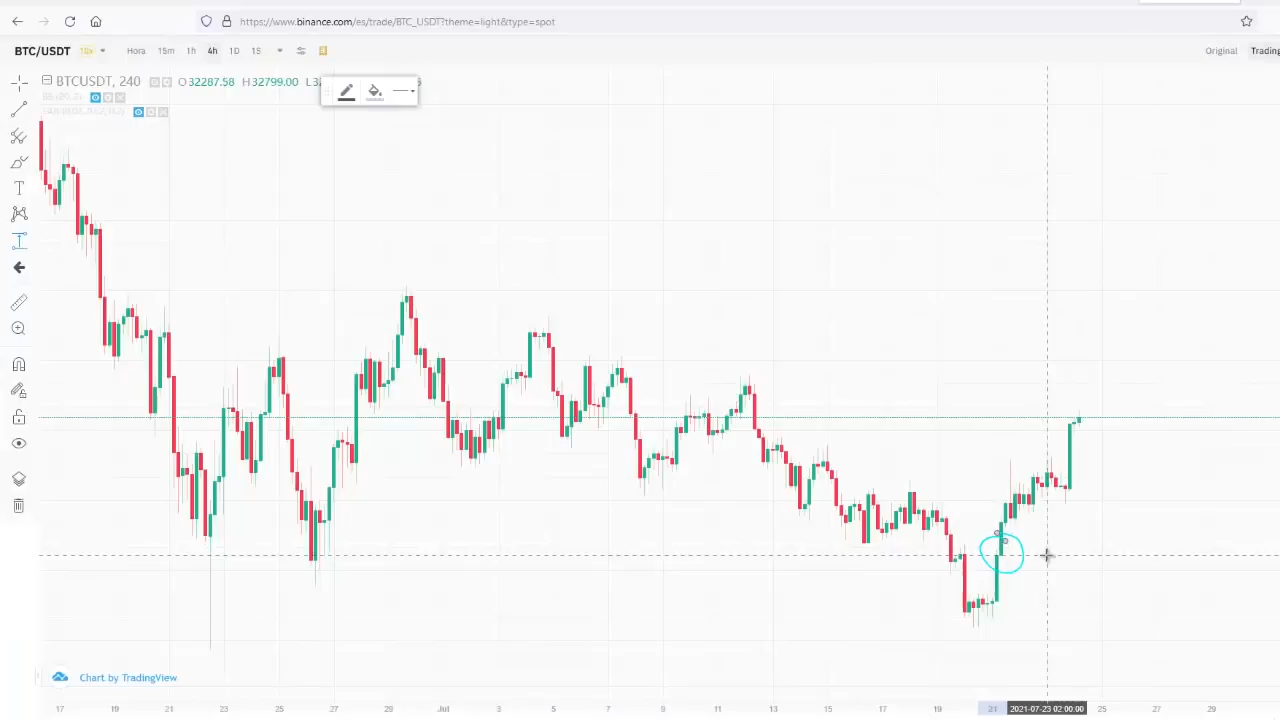 https://www.binance.com/es/trade/BTC_USDT?theme=light&type=spot
BTC/USDT 10x Hora 15m 1h 4h 1D 1S Original Trading
BTCUSDT, 240 O32287.58 H32799.00
Chart by TradingView
17 19 21 23 25 27 Jul 3 5 7 9 11 13 15 17 19 21 2021-07-23 02:00:00 25 27 29